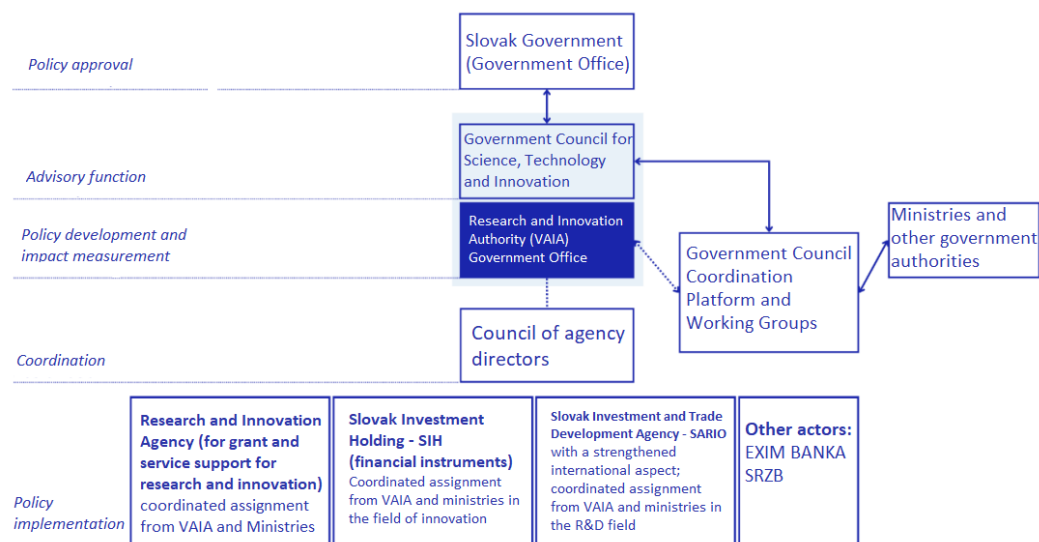 Slovak Government
(Government Office)
Policy approval
Government Council for
Science, Technology
and Innovation
Advisory function
Research and Innovation
Authority (VAIA)
Government Office
Policy development and
impact measurement
Ministries and
other government
authorities
Government Council
Coordination
Platform and
Working Groups
Council of agency
directors
Coordination
Research and Innovation
Agency (for grant and
service support for
research and innovation)
coordinated assignment
from VAIA and Ministries
Slovak Investment
Holding - SIH
(financial instruments)
Coordinated assignment
from VAIA and ministries in
the field of innovation
Slovak Investment and Trade
Development Agency - SARIO
with a strengthened
international aspect;
coordinated assignment
from VAIA and ministries in
the R&D field
Other actors:
EXIM BANKA
SRZB
Policy
implementation